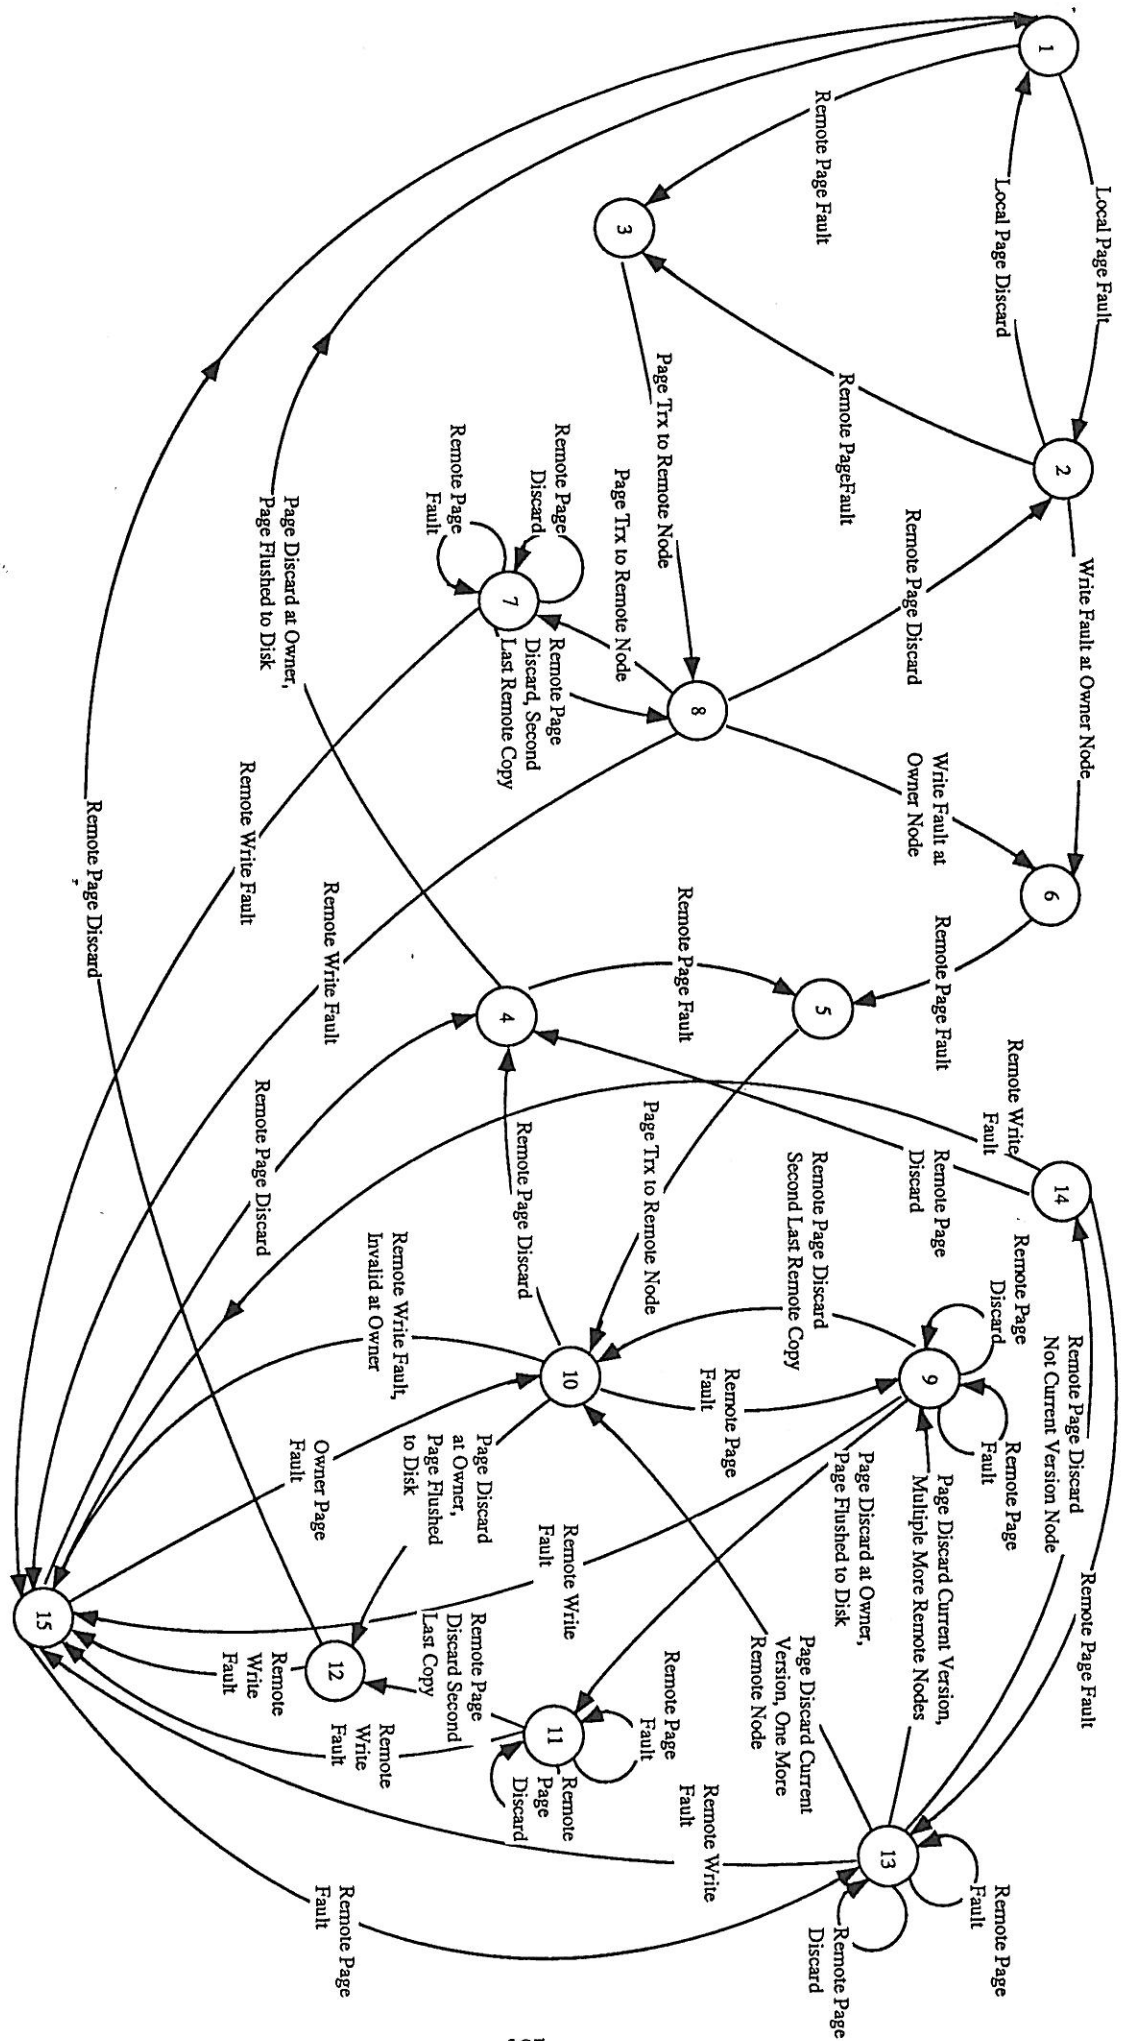 1
Local Page Fault
Local Page Discard
Remote Page Fault
3
2
Remote PageFault
Write Fault at Owner Node
Page Trx to Remote Node
Remote Page Discard
Page Trx to Remote Node
Remote Page
Discard
Remote Page
Fault
7
8
Remote Page
Discard, Second
Last Remote Copy
Page Discard at Owner,
Page Flushed to Disk
Write Fault at
Owner Node
6
Remote Page Fault
Remote Page Fault
5
4
Remote Write Fault
Remote Write Fault
Remote Page Discard
Remote Page Discard
Remote Write
Fault
14
Remote Page
Discard
Page Trx to Remote Node
Remote Page Discard
Remote Page Discard
Second Last Remote Copy
Remote Page
Discard
Remote Page Discard
Not Current Version Node
9
Remote Page
Fault
Remote Page
Fault
10
Remote Write Fault,
Invalid at Owner
Owner Page
Fault
Page Discard
at Owner,
Page Flushed
to Disk
Page Discard at Owner,
Page Flushed to Disk
Page Discard Current Version,
Multiple More Remote Nodes
Remote Page Fault
Remote Write
Fault
Page Discard Current
Version, One More
Remote Node
15
12
Remote
Write
Fault
Remote Page
Discard Second
Last Copy
11
Remote Page
Fault
Remote
Page
Discard
Remote
Write
Fault
Remote Write
Fault
13
Remote Page
Fault
Remote Page
Discard
Remote Page
Fault